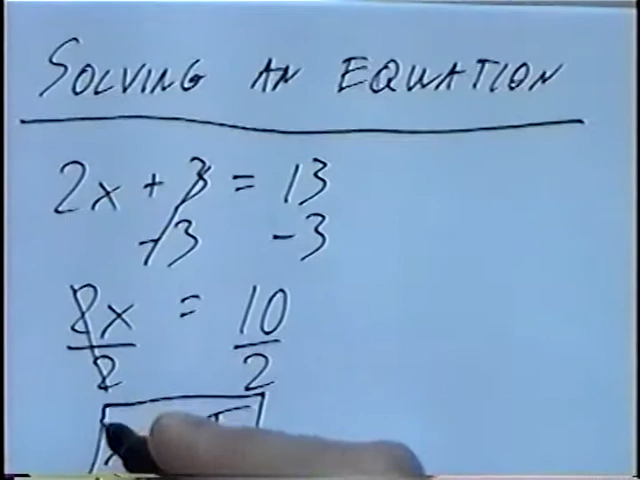 SOLVING AN EQUATION
2x + 3 = 13
-3 -3
2x = 10
2 2